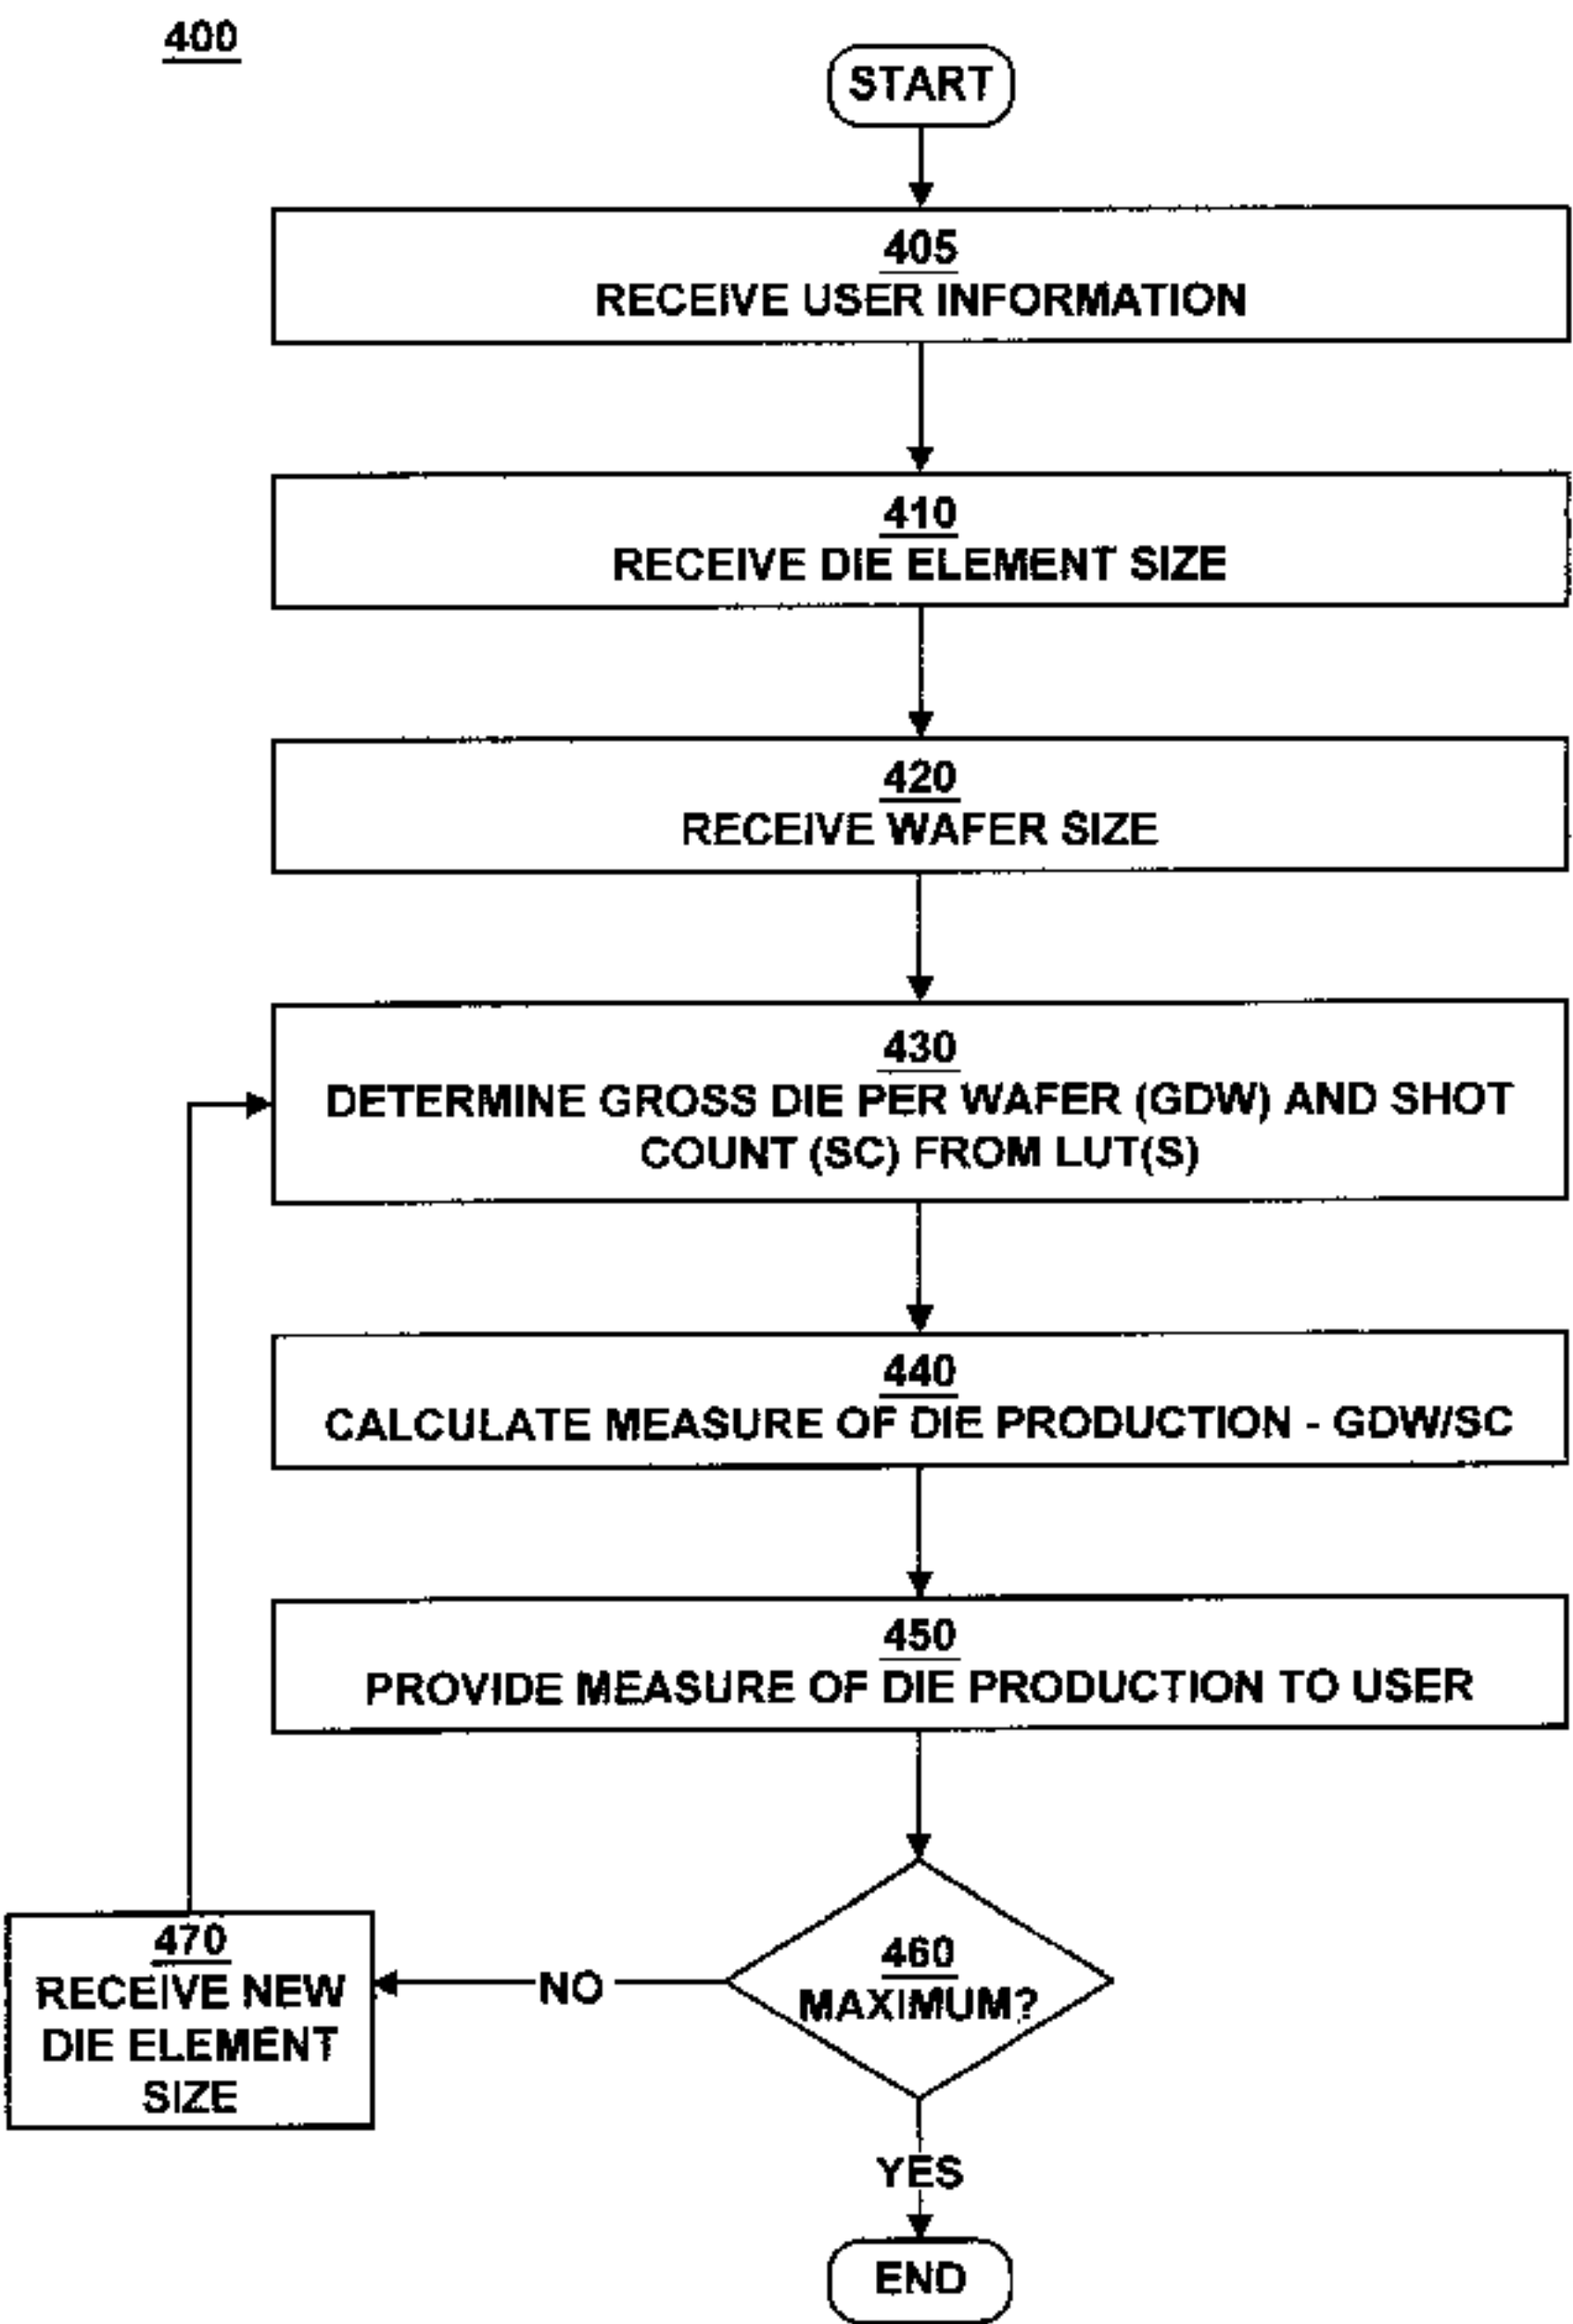 400
START
405
RECEIVE USER INFORMATION
410
RECEIVE DIE ELEMENT SIZE
420
RECEIVE WAFER SIZE
430
DETERMINE GROSS DIE PER WAFER (GDW) AND SHOT
COUNT (SC) FROM LUT(S)
440
CALCULATE MEASURE OF DIE PRODUCTION - GDW/SC
450
PROVIDE MEASURE OF DIE PRODUCTION TO USER
460
MAXIMUM?
NO
470
RECEIVE NEW
DIE ELEMENT
SIZE
YES
END